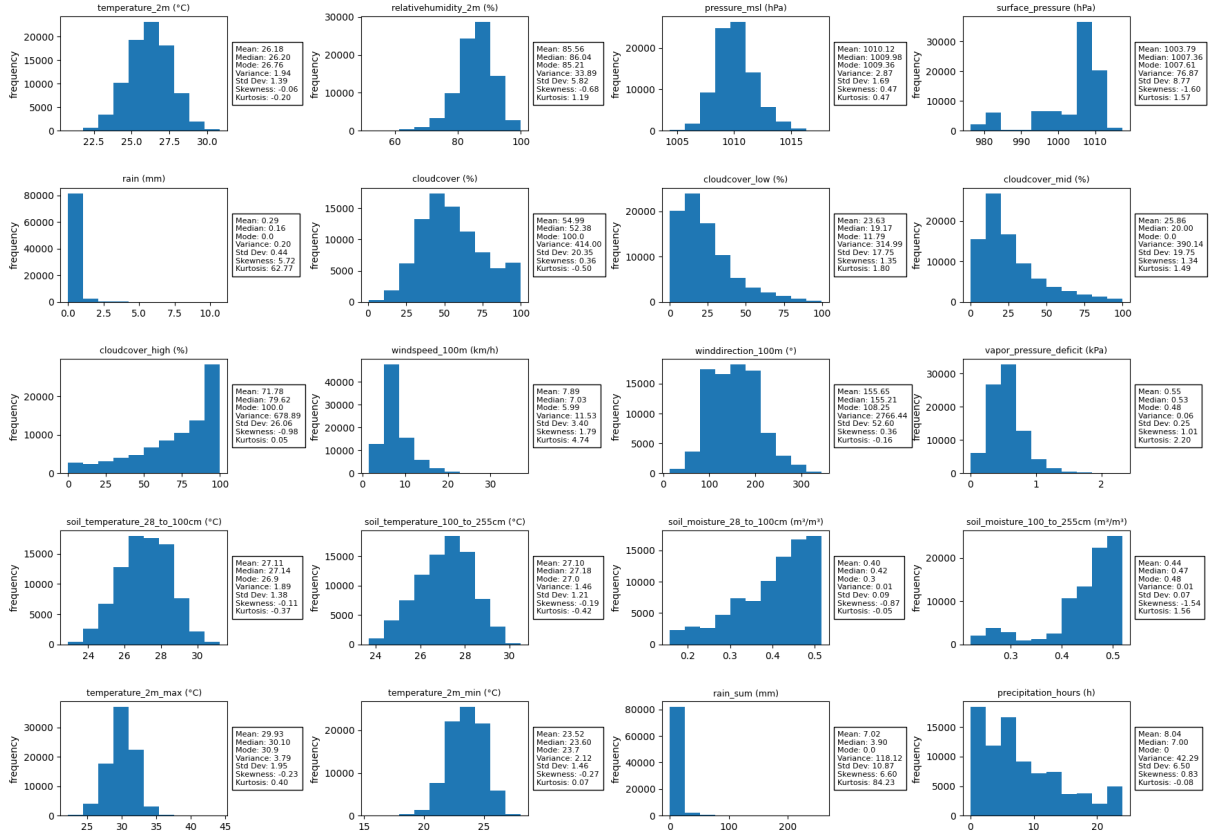 temperature_2m (°C)
frequency
20000
15000
10000
5000
0
22.5 25.0 27.5 30.0
Mean: 26.18
Median: 26.20
Mode: 26.76
Variance: 1.94
Std Dev: 1.39
Skewness: -0.06
Kurtosis: -0.20
relativehumidity_2m (%)
frequency
30000
20000
10000
0
60 80 100
Mean: 85.56
Median: 86.04
Mode: 85.21
Variance: 33.89
Std Dev: 5.82
Skewness: -0.68
Kurtosis: 1.19
pressure_msl (hPa)
frequency
20000
10000
0
1005 1010 1015
Mean: 1010.12
Median: 1009.98
Mode: 1009.36
Variance: 2.87
Std Dev: 1.69
Skewness: 0.47
Kurtosis: 0.47
surface_pressure (hPa)
frequency
30000
20000
10000
0
980 990 1000 1010
Mean: 1003.79
Median: 1007.36
Mode: 1007.61
Variance: 76.87
Std Dev: 8.77
Skewness: -1.60
Kurtosis: 1.57
rain (mm)
frequency
80000
60000
40000
20000
0
0.0 2.5 5.0 7.5 10.0
Mean: 0.29
Median: 0.16
Mode: 0.0
Variance: 0.20
Std Dev: 0.44
Skewness: 5.72
Kurtosis: 62.77
cloudcover (%)
frequency
15000
10000
5000
0
0 25 50 75 100
Mean: 54.99
Median: 52.38
Mode: 100.0
Variance: 414.00
Std Dev: 20.35
Skewness: 0.36
Kurtosis: -0.50
cloudcover_low (%)
frequency
20000
10000
0
0 25 50 75 100
Mean: 23.63
Median: 19.17
Mode: 11.79
Variance: 314.99
Std Dev: 17.75
Skewness: 1.35
Kurtosis: 1.80
cloudcover_mid (%)
frequency
20000
10000
0
0 25 50 75 100
Mean: 25.86
Median: 20.00
Mode: 0.0
Variance: 390.14
Std Dev: 19.75
Skewness: 1.34
Kurtosis: 1.49
cloudcover_high (%)
frequency
20000
10000
0
0 50 100
Mean: 71.78
Median: 79.62
Mode: 100.0
Variance: 678.89
Std Dev: 26.06
Skewness: -0.98
Kurtosis: 0.05
windspeed_100m (km/h)
frequency
40000
20000
0
0 10 20 30
Mean: 7.89
Median: 7.03
Mode: 5.99
Variance: 11.53
Std Dev: 3.40
Skewness: 1.79
Kurtosis: 4.74
winddirection_100m (°)
frequency
15000
10000
5000
0
0 100 200 300
Mean: 155.65
Median: 155.21
Mode: 108.25
Variance: 2766.44
Std Dev: 52.60
Skewness: 0.36
Kurtosis: -0.16
vapor_pressure_deficit (kPa)
frequency
30000
20000
10000
0
0 1 2
Mean: 0.55
Median: 0.53
Mode: 0.48
Variance: 0.06
Std Dev: 0.25
Skewness: 1.01
Kurtosis: 2.20
soil_temperature_28_to_100cm (°C)
frequency
15000
10000
5000
0
24 26 28 30
Mean: 27.11
Median: 27.14
Mode: 26.9
Variance: 1.89
Std Dev: 1.38
Skewness: -0.11
Kurtosis: -0.37
soil_temperature_100_to_255cm (°C)
frequency
15000
10000
5000
0
24 26 28 30
Mean: 27.10
Median: 27.18
Mode: 27.0
Variance: 1.46
Std Dev: 1.21
Skewness: -0.19
Kurtosis: -0.42
soil_moisture_28_to_100cm (m³/m³)
frequency
15000
10000
5000
0
0.2 0.3 0.4 0.5
Mean: 0.40
Median: 0.42
Mode: 0.3
Variance: 0.01
Std Dev: 0.09
Skewness: -0.87
Kurtosis: -0.05
soil_moisture_100_to_255cm (m³/m³)
frequency
20000
10000
0
0.3 0.4 0.5
Mean: 0.44
Median: 0.47
Mode: 0.48
Variance: 0.01
Std Dev: 0.07
Skewness: -1.54
Kurtosis: 1.56
temperature_2m_max (°C)
frequency
30000
20000
10000
0
25 30 35 40 45
Mean: 29.93
Median: 30.10
Mode: 30.9
Variance: 3.79
Std Dev: 1.95
Skewness: -0.23
Kurtosis: 0.40
temperature_2m_min (°C)
frequency
20000
10000
0
15 20 25
Mean: 23.52
Median: 23.60
Mode: 23.7
Variance: 2.12
Std Dev: 1.46
Skewness: -0.27
Kurtosis: 0.07
rain_sum (mm)
frequency
80000
60000
40000
20000
0
0 100 200
Mean: 7.02
Median: 3.90
Mode: 0.0
Variance: 118.12
Std Dev: 10.87
Skewness: 6.60
Kurtosis: 84.23
precipitation_hours (h)
frequency
15000
10000
5000
0
0 10 20
Mean: 8.04
Median: 7.00
Mode: 0
Variance: 42.29
Std Dev: 6.50
Skewness: 0.83
Kurtosis: -0.08